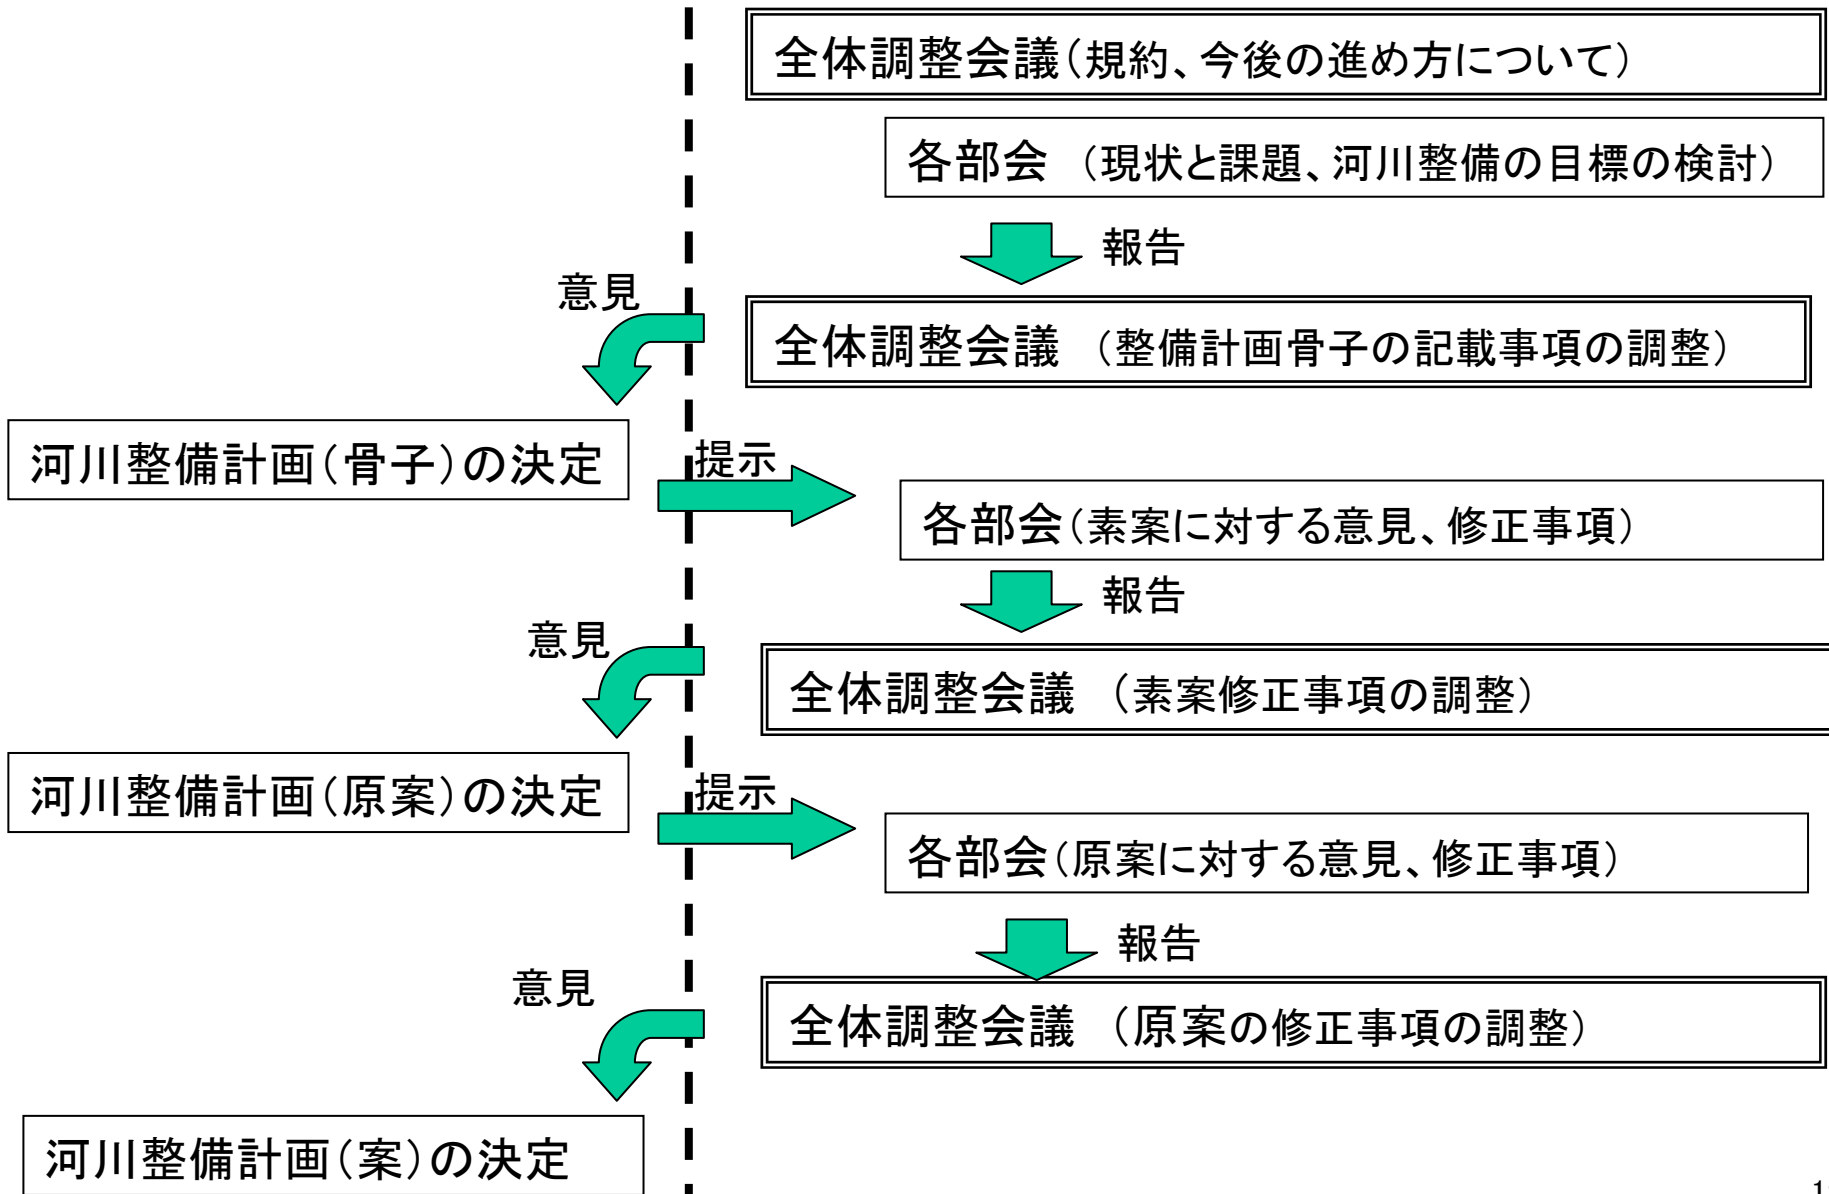 全体調整会議(規約、今後の進め方について)
各部会 (現状と課題、河川整備の目標の検討)
報告
意見
全体調整会議 (整備計画骨子の記載事項の調整)
河川整備計画(骨子)の決定
提示
各部会(素案に対する意見、修正事項)
報告
意見
全体調整会議 (素案修正事項の調整)
河川整備計画(原案)の決定
提示
各部会(原案に対する意見、修正事項)
報告
意見
全体調整会議 (原案の修正事項の調整)
河川整備計画(案)の決定